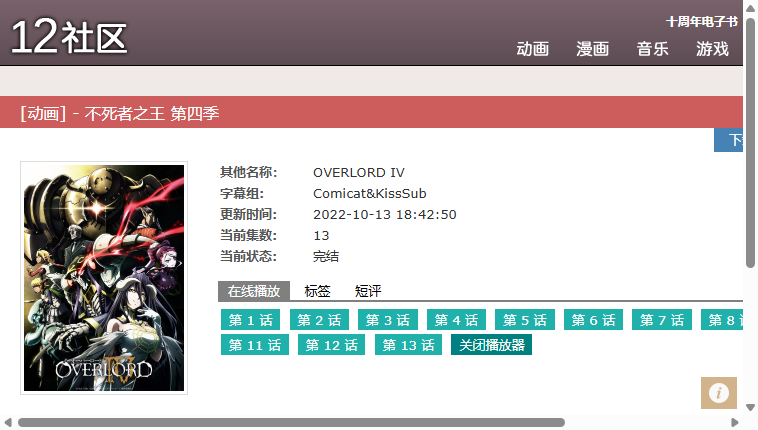 12社区
十周年电子书
动画 漫画 音乐 游戏
[动画] - 不死者之王 第四季
其他名称: OVERLORD IV
字幕组: Comicat&KissSub
更新时间: 2022-10-13 18:42:50
当前集数: 13
当前状态: 完结
在线播放 标签 短评
第 1 话 第 2 话 第 3 话 第 4 话 第 5 话 第 6 话 第 7 话 第 8
第 11 话 第 12 话 第 13 话 关闭播放器
OVERLORD IV
i